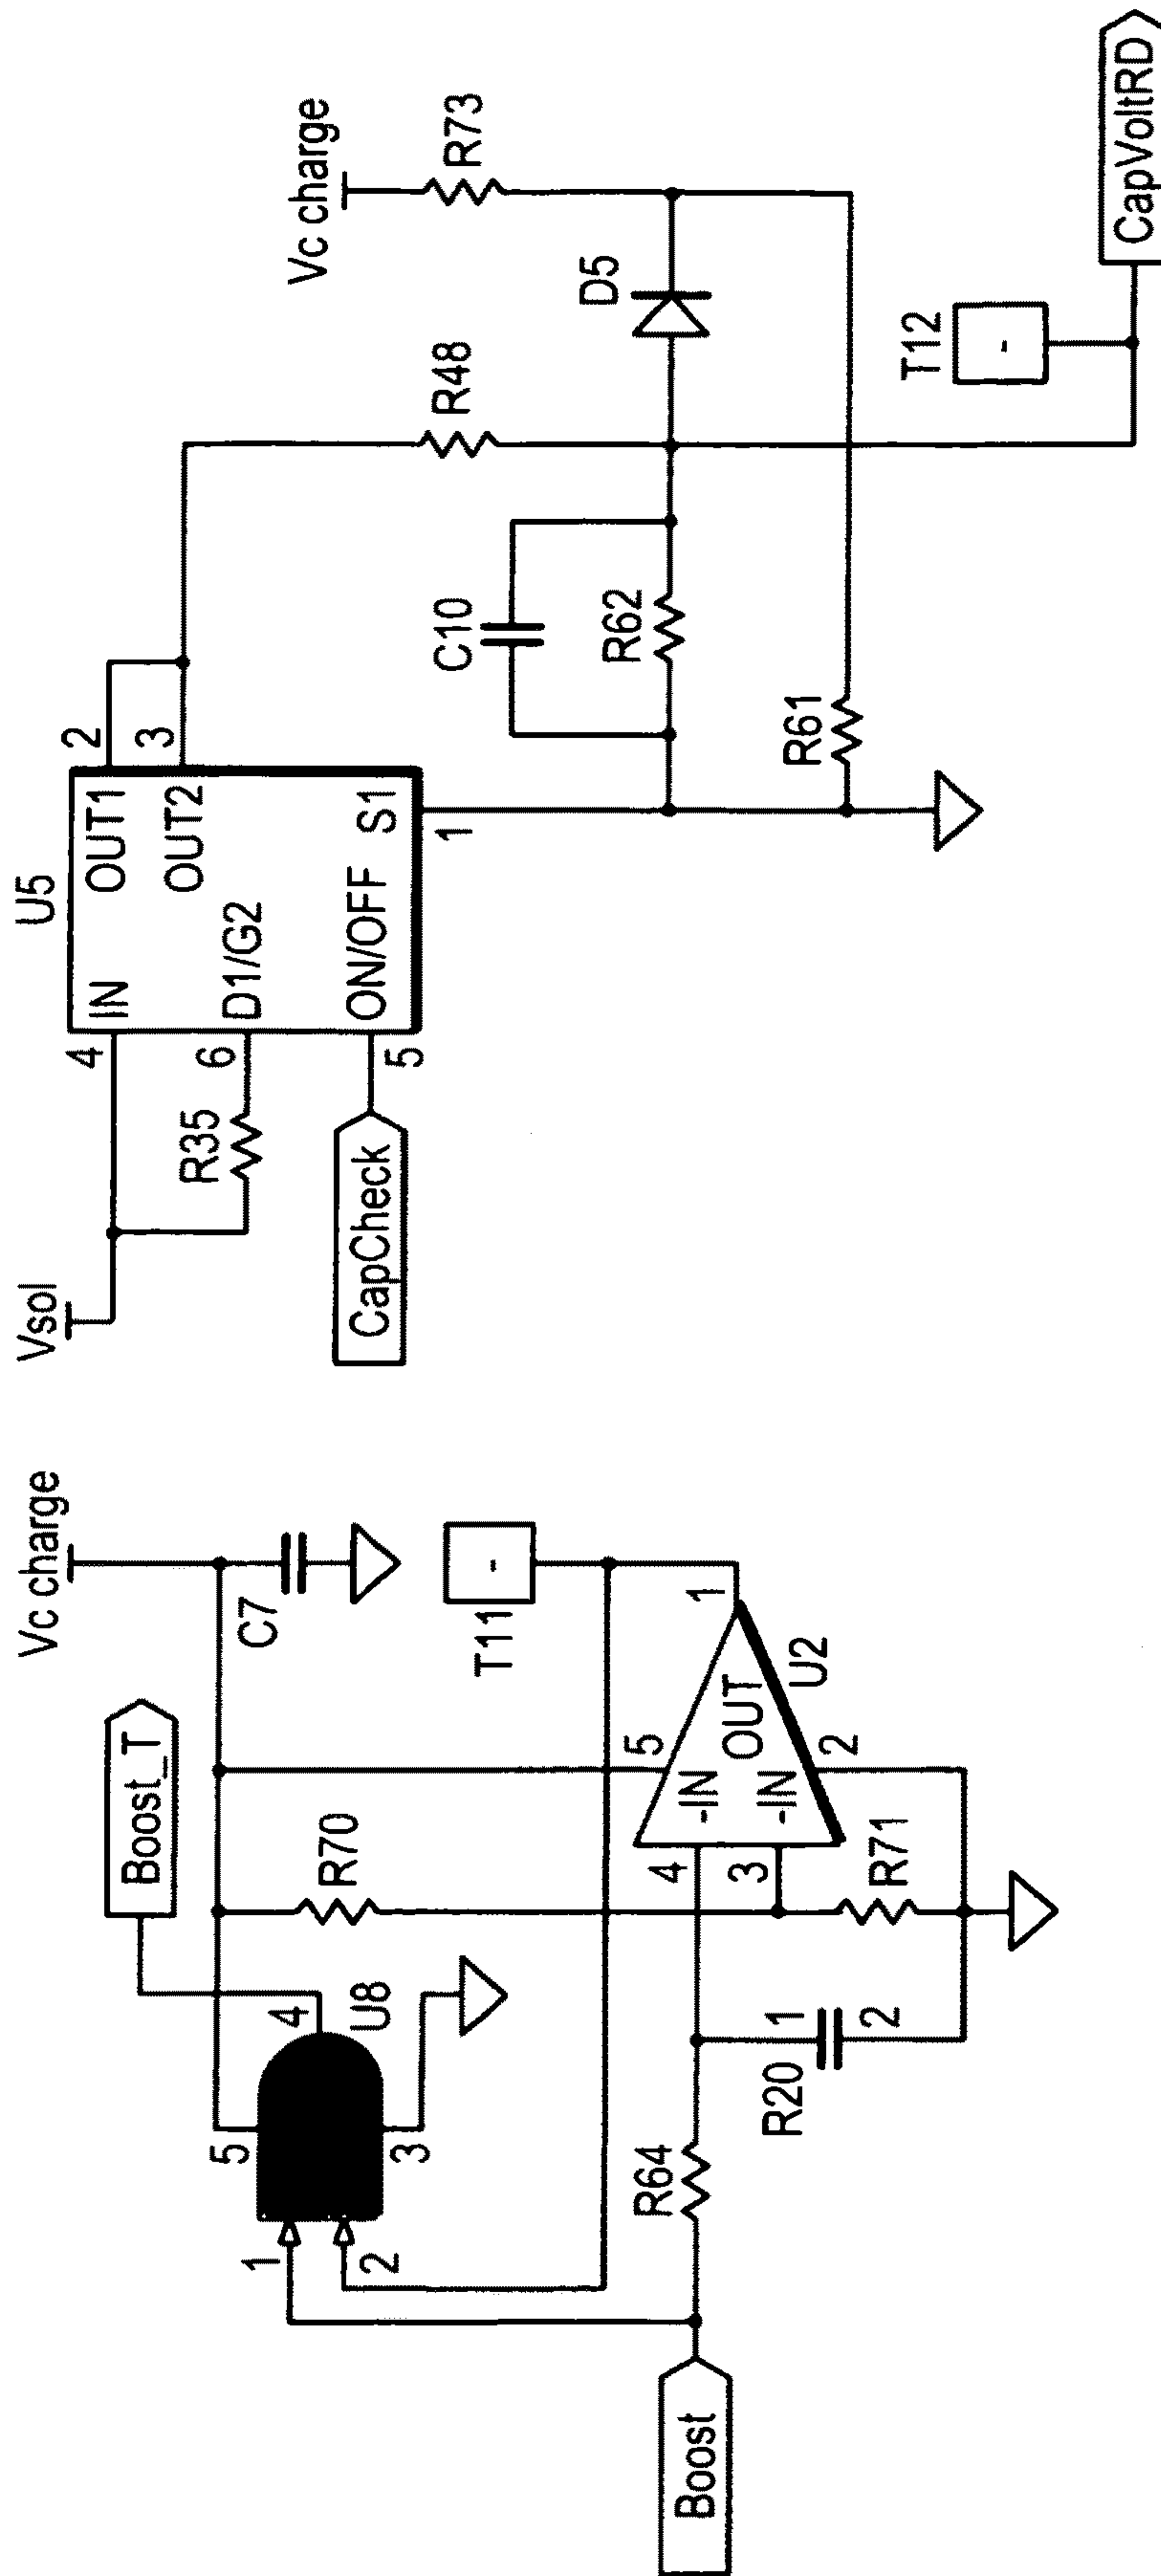 Vc charge
Boost_T
C7
R70
5
4
U8
3
1
2
T11
1
5
-IN
OUT
U2
4
3
-IN
2
R71
R64
R20
1
2
Boost
Vsol
U5
4
IN
OUT1
2
OUT2
3
R35
6
D1/G2
CapCheck
5
ON/OFF
S1
1
Vc charge
R73
R48
D5
C10
R62
R61
T12
-
CapVoltRD
-